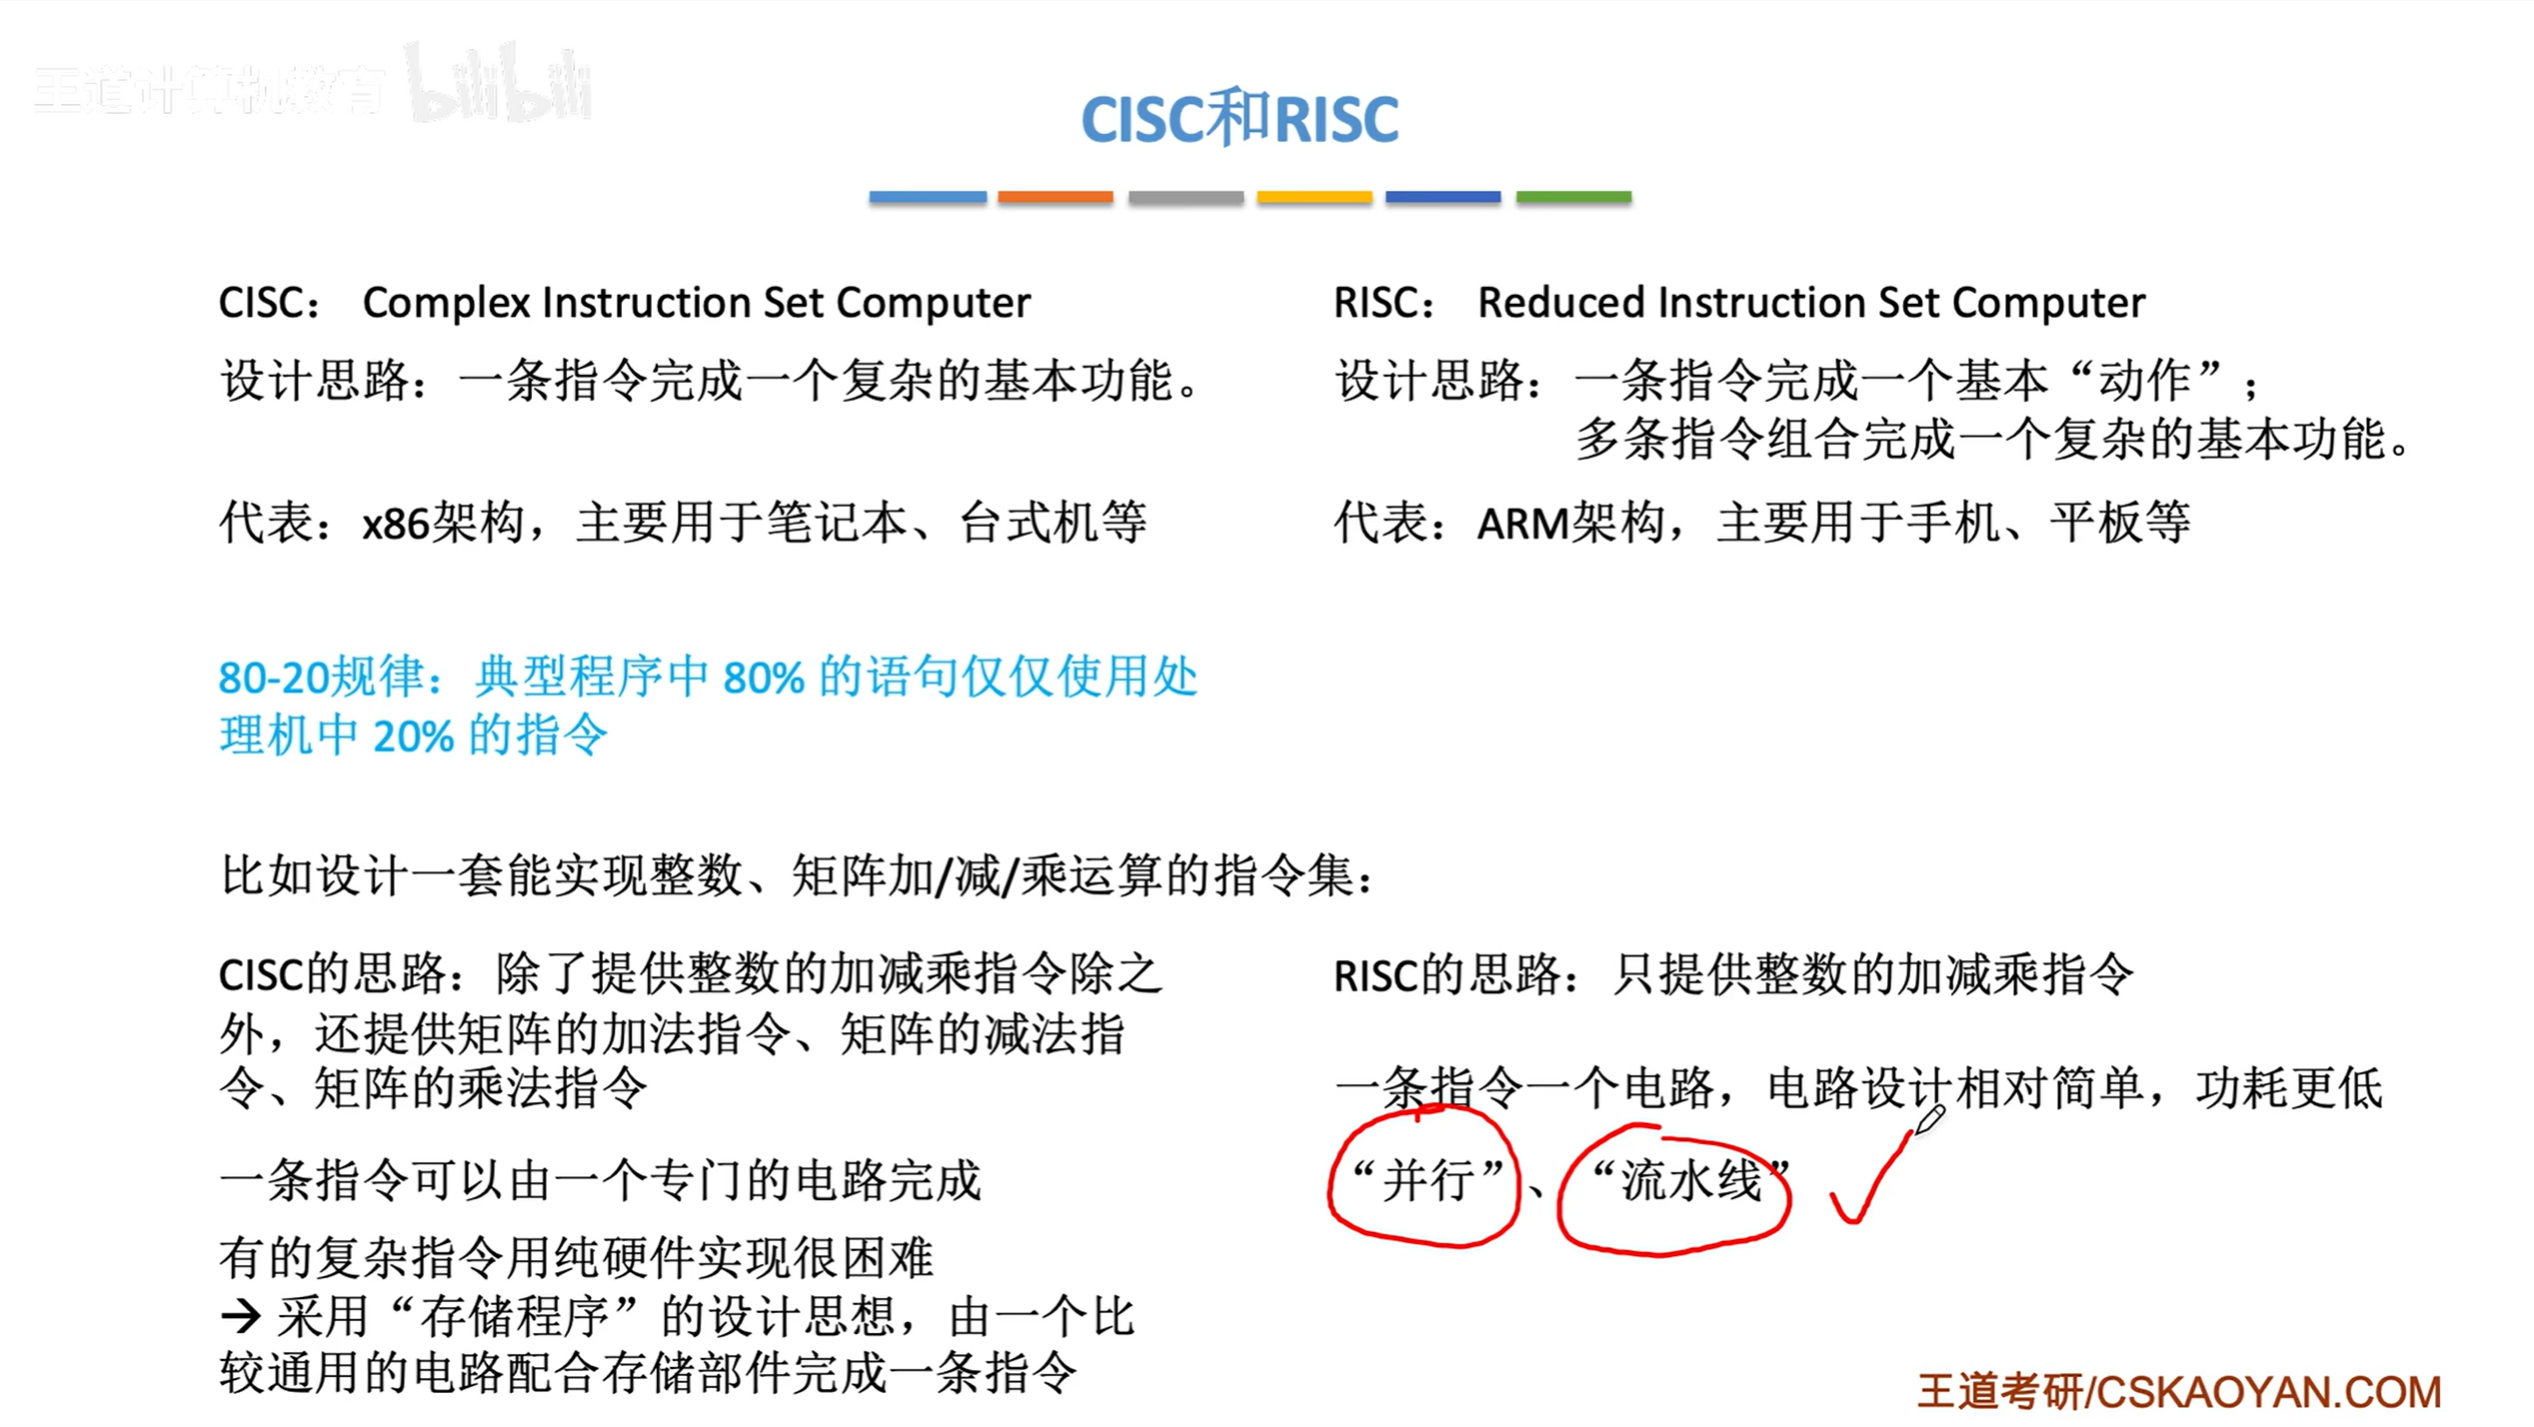 王道计算机教育 bilibili
CISC和RISC
CISC： Complex Instruction Set Computer
设计思路：一条指令完成一个复杂的基本功能。
代表：x86架构，主要用于笔记本、台式机等
RISC： Reduced Instruction Set Computer
设计思路：一条指令完成一个基本“动作”；
多条指令组合完成一个复杂的基本功能。
代表：ARM架构，主要用于手机、平板等
80-20规律：典型程序中 80% 的语句仅仅使用处
理机中 20% 的指令
比如设计一套能实现整数、矩阵加/减/乘运算的指令集：
CISC的思路：除了提供整数的加减乘指令除之
外，还提供矩阵的加法指令、矩阵的减法指
令、矩阵的乘法指令
一条指令可以由一个专门的电路完成
有的复杂指令用纯硬件实现很困难
→ 采用“存储程序”的设计思想，由一个比
较通用的电路配合存储部件完成一条指令
RISC的思路：只提供整数的加减乘指令
一条指令一个电路，电路设计相对简单，功耗更低
“并行”、“流水线”
王道考研/CSKAOYAN.COM